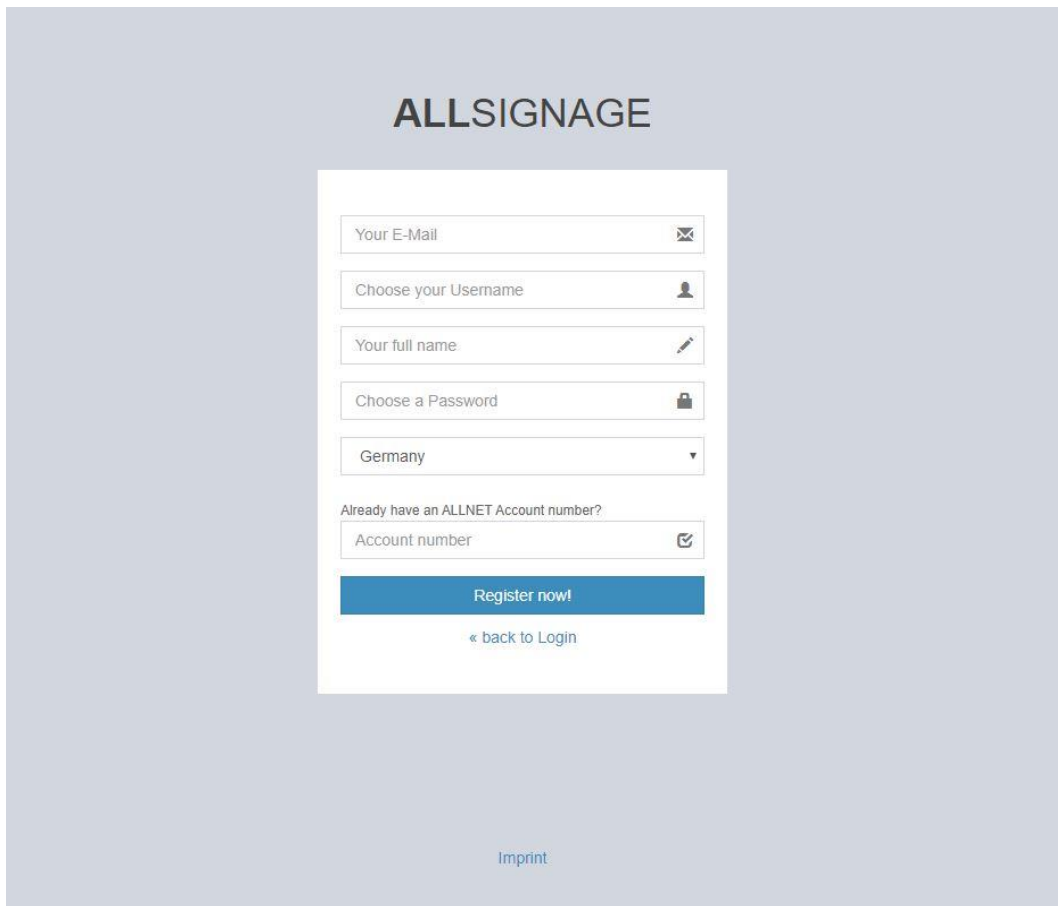 ALLSIGNAGE
Your E-Mail
Choose your Username
Your full name
Choose a Password
Germany
Already have an ALLNET Account number?
Account number
Register now!
« back to Login
Imprint